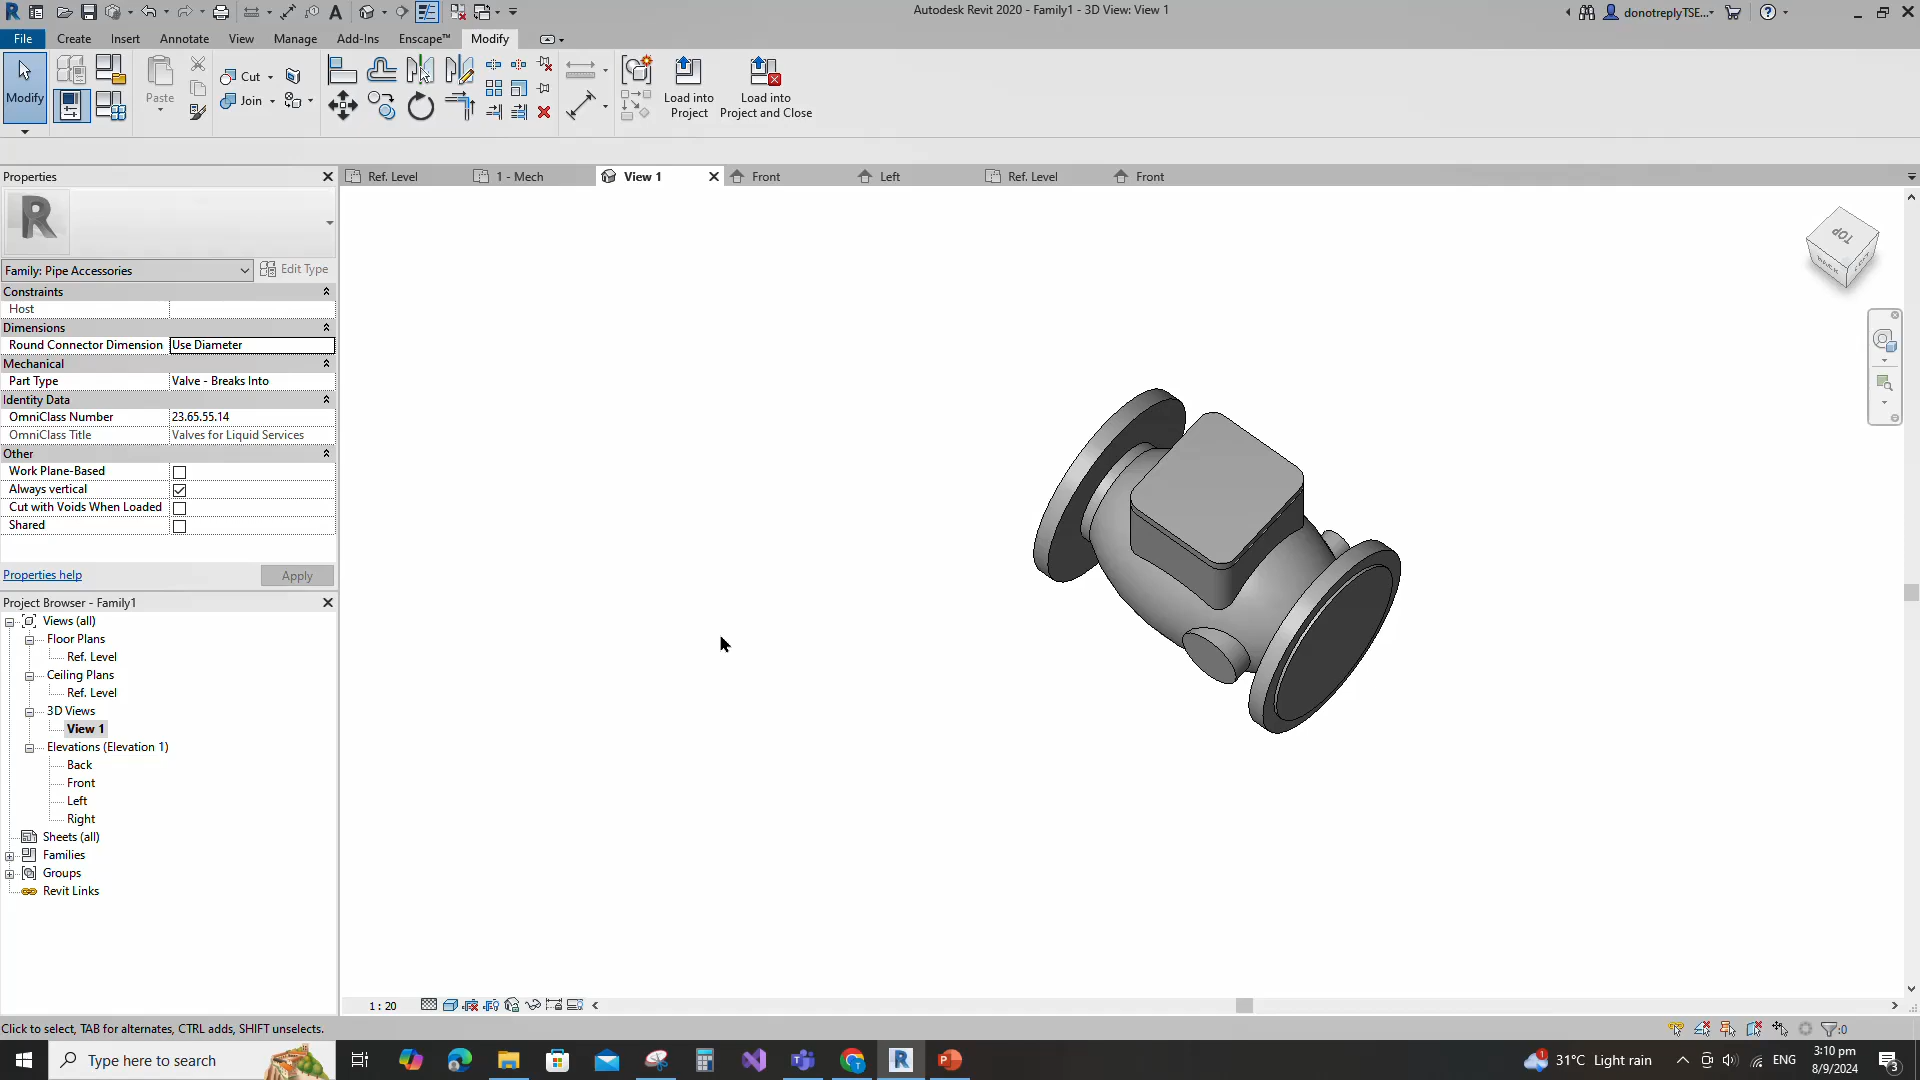 Autodesk Revit 2020 - Family1 - 3D View: View 1
donotreplyTSE...
File Create Insert Annotate View Manage Add-Ins Enscape™ Modify
Modify
Paste
Cut
Join
Load into Project
Load into Project and Close
Properties
Ref. Level
1 - Mech
View 1
Front
Left
Ref. Level
Front
Family: Pipe Accessories
Edit Type
Constraints
Host
Dimensions
Round Connector Dimension Use Diameter
Mechanical
Part Type Valve - Breaks Into
Identity Data
OmniClass Number 23.65.55.14
OmniClass Title Valves for Liquid Services
Other
Work Plane-Based
Always vertical
Cut with Voids When Loaded
Shared
Properties help
Apply
Project Browser - Family1
Views (all)
Floor Plans
Ref. Level
Ceiling Plans
Ref. Level
3D Views
View 1
Elevations (Elevation 1)
Back
Front
Left
Right
Sheets (all)
Families
Groups
Revit Links
TOP
BACK
LEFT
1 : 20
Click to select, TAB for alternates, CTRL adds, SHIFT unselects.
:0
Type here to search
31°C Light rain
ENG
3:10 pm
8/9/2024
3